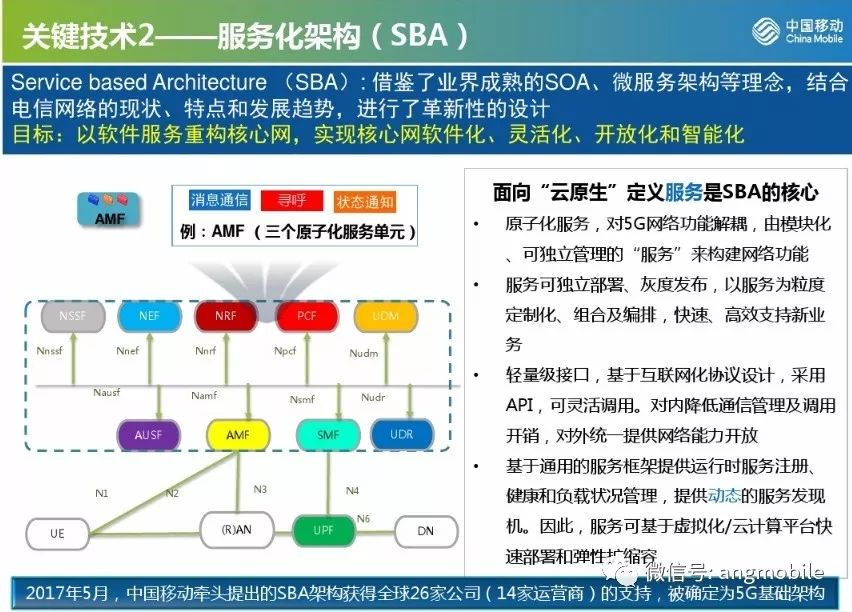 关键技术2——服务化架构（SBA）
中国移动
China Mobile
Service based Architecture （SBA）: 借鉴了业界成熟的SOA、微服务架构等理念，结合
电信网络的现状、特点和发展趋势，进行了革新性的设计
目标：以软件服务重构核心网，实现核心网软件化、灵活化、开放化和智能化
AMF
消息通信 寻呼 状态通知
例：AMF （三个原子化服务单元）
NSSF NEF NRF PCF UDM
Nnssf Nnef Nnrf Npcf Nudm
Nausf Namf Nsmf Nudr
AUSF AMF SMF UDR
N1 N2 N3 N4
N6
UE (R)AN UPF DN
面向“云原生”定义服务是SBA的核心
• 原子化服务，对5G网络功能解耦，由模块化
、可独立管理的“服务”来构建网络功能
• 服务可独立部署、灰度发布，以服务为粒度
定制化、组合及编排，快速、高效支持新业
务
• 轻量级接口，基于互联网化协议设计，采用
API，可灵活调用。对内降低通信管理及调用
开销，对外统一提供网络能力开放
• 基于通用的服务框架提供运行时服务注册、
健康和负载状况管理，提供动态的服务发现
机。因此，服务可基于虚拟化/云计算平台快
速部署和弹性扩缩容
微信号: angmobile
2017年5月，中国移动牵头提出的SBA架构获得全球26家公司（14家运营商）的支持，被确定为5G基础架构